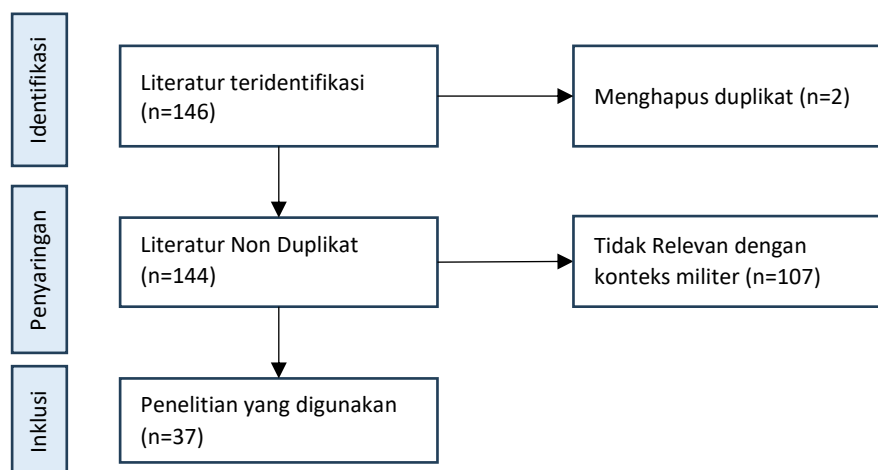 Identifikasi
Literatur teridentifikasi
(n=146)
Menghapus duplikat (n=2)
Penyaringan
Literatur Non Duplikat
(n=144)
Tidak Relevan dengan
konteks militer (n=107)
Inklusi
Penelitian yang digunakan
(n=37)